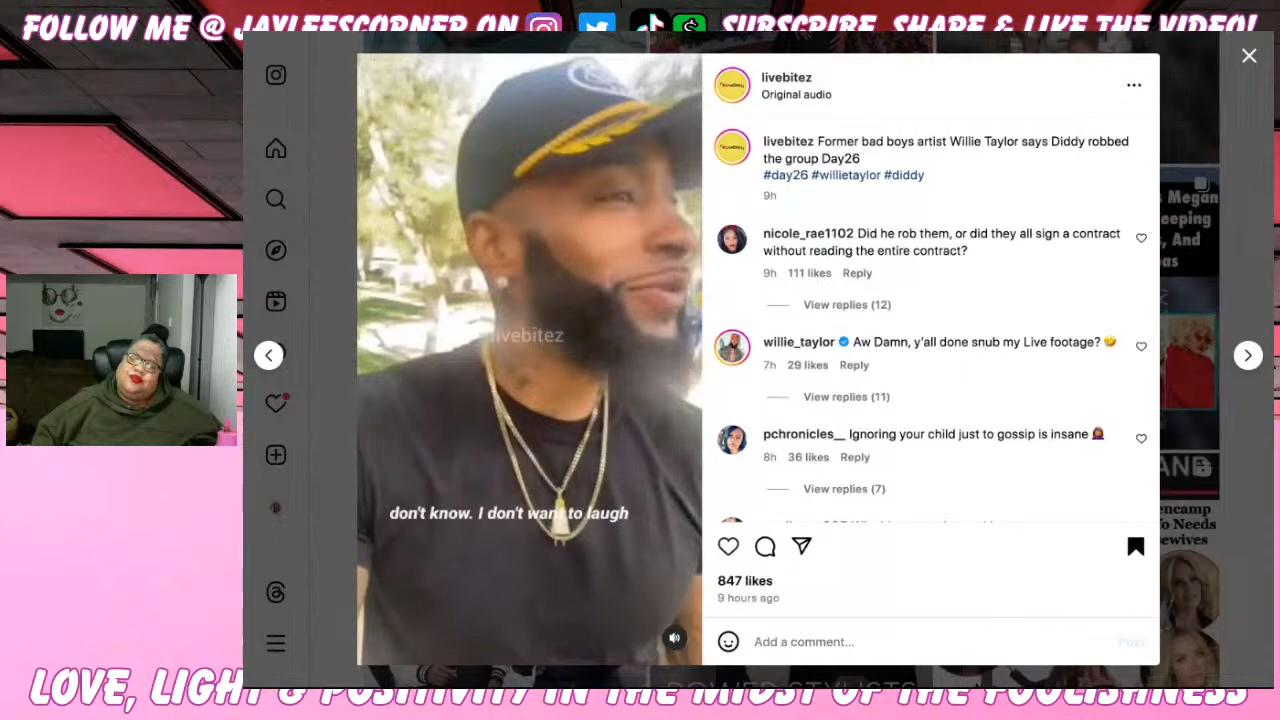 FOLLOW ME @ JAYLEESCORNER ON
SUBSCRIBE, SHARE & LIKE THE VIDEO!
livebitez
Original audio
livebitez Former bad boys artist Willie Taylor says Diddy robbed
the group Day26
#day26 #willietaylor #diddy
9h
nicole_rae1102 Did he rob them, or did they all sign a contract
without reading the entire contract?
9h 111 likes Reply
View replies (12)
willie_taylor Aw Damn, y'all done snub my Live footage? 🤣
7h 29 likes Reply
View replies (11)
pchronicles__ Ignoring your child just to gossip is insane 🤦🏾‍♀️
8h 36 likes Reply
View replies (7)
847 likes
9 hours ago
Add a comment...
Post
livebitez
don't know. I don't want to laugh
Megan
And
LOVE, LIGHT & POSITIVITY IN THE MIDST OF THE FOOLISHNESS